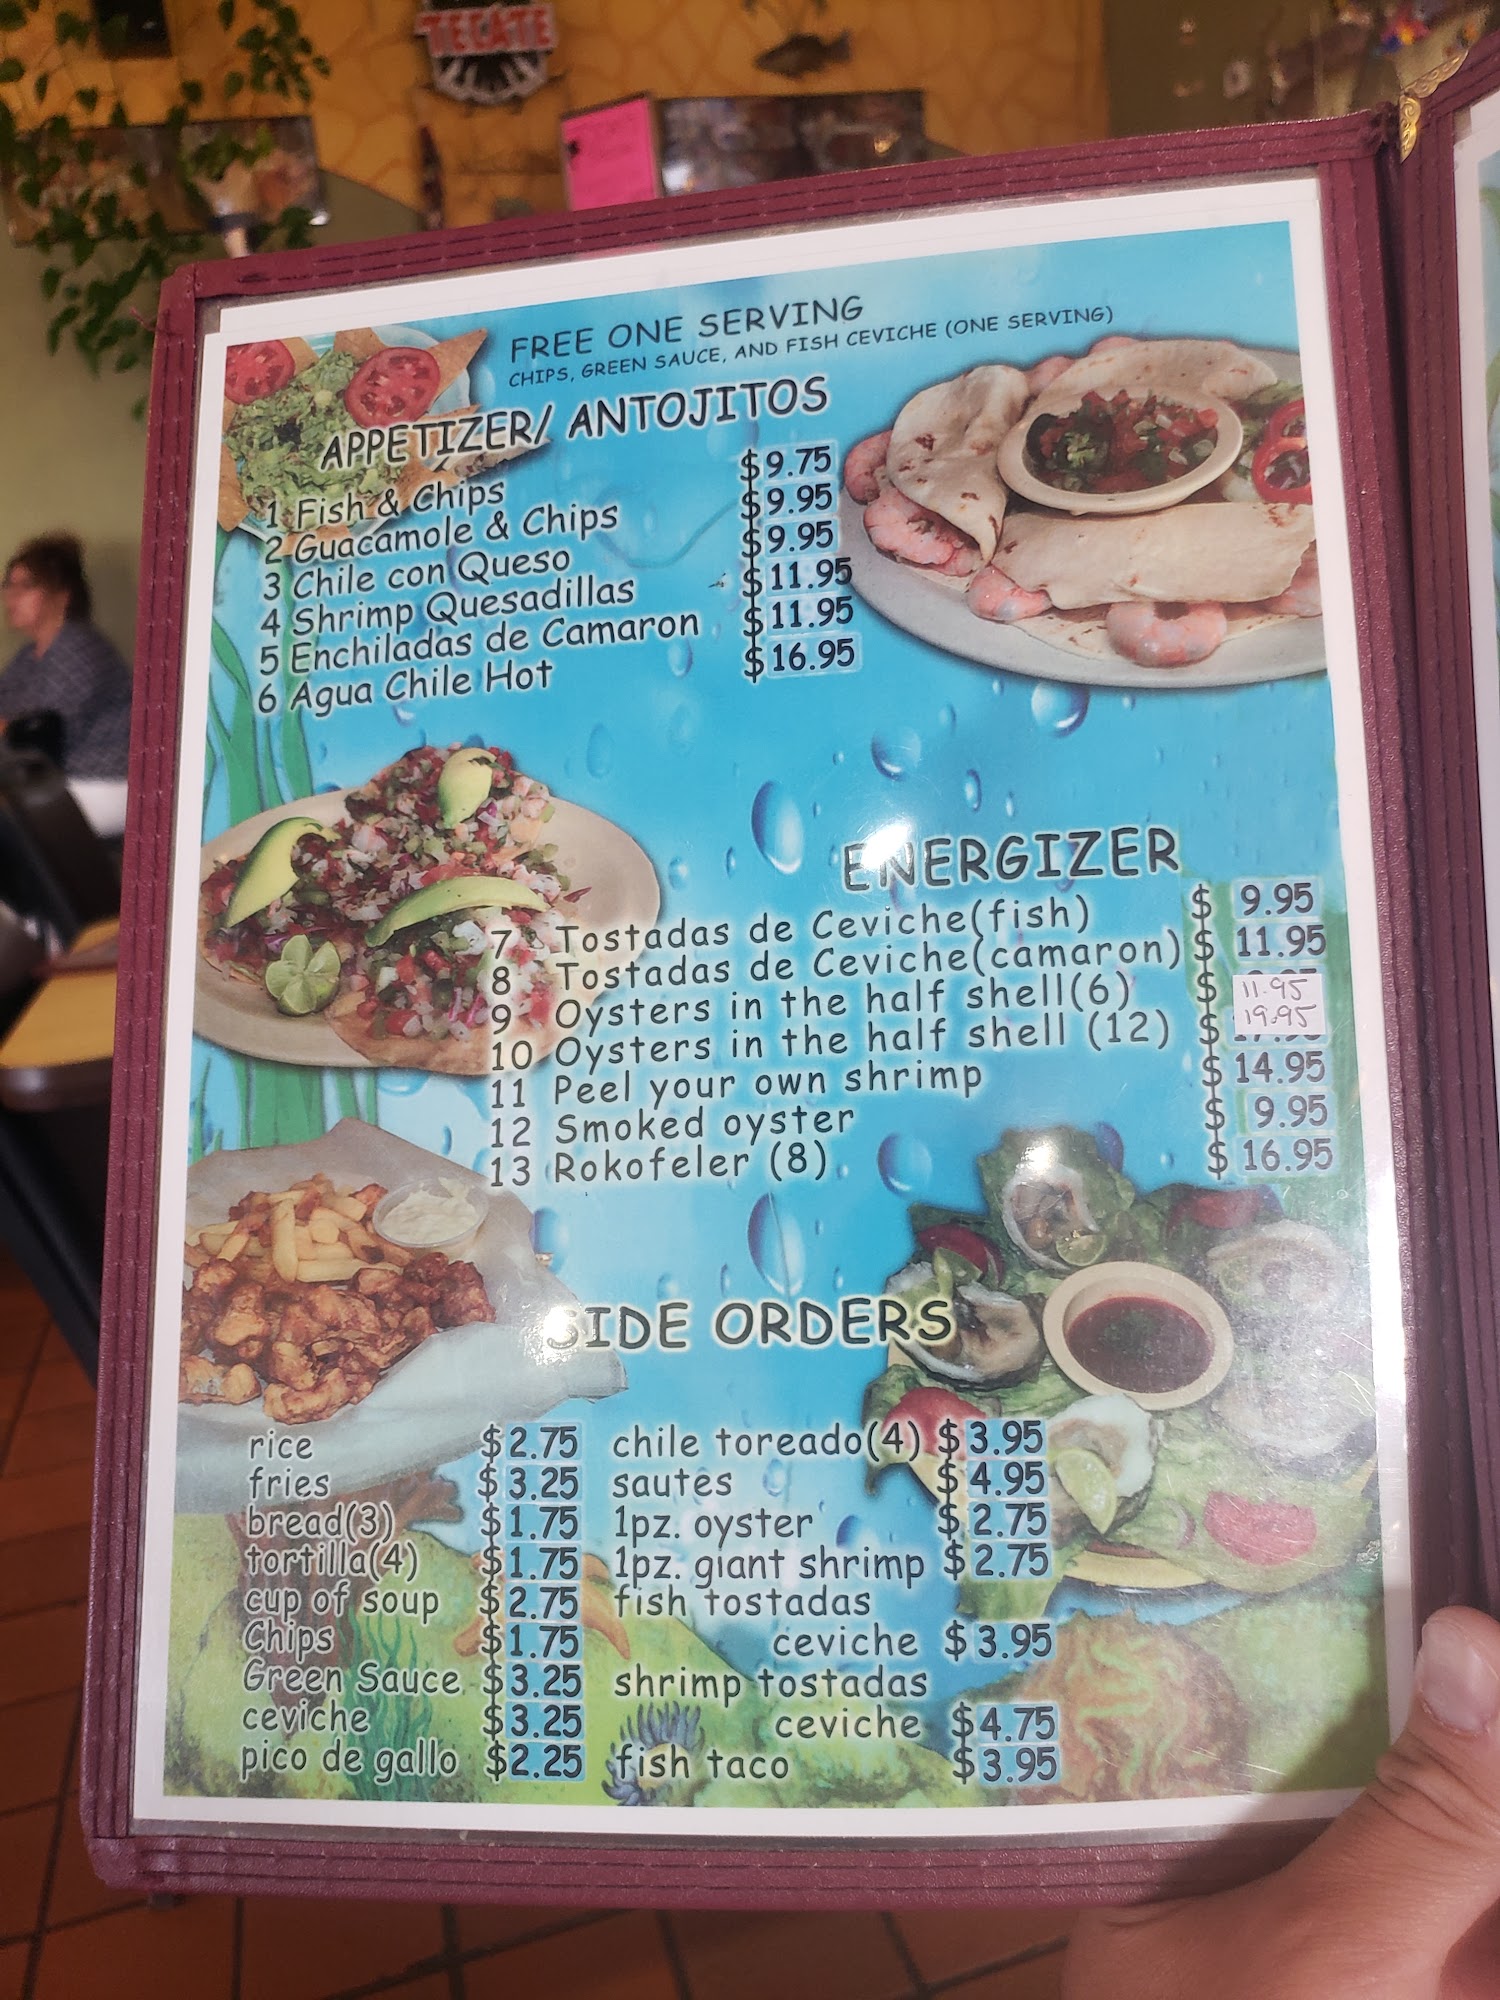 TECATE
FREE ONE SERVING
CHIPS, GREEN SAUCE, AND FISH CEVICHE (ONE SERVING)
APPETIZER/ ANTOJITOS
1 Fish & Chips $9.75
2 Guacamole & Chips $9.95
3 Chile con Queso $9.95
4 Shrimp Quesadillas $11.95
5 Enchiladas de Camaron $11.95
6 Agua Chile Hot $16.95
ENERGIZER
7 Tostadas de Ceviche(fish) $ 9.95
8 Tostadas de Ceviche(camaron) $ 11.95
9 Oysters in the half shell(6) $ 11.95
10 Oysters in the half shell (12) $ 19.95
11 Peel your own shrimp $ 14.95
12 Smoked oyster $ 9.95
13 Rokofeler (8) $ 16.95
SIDE ORDERS
rice $2.75
fries $3.25
bread(3) $1.75
tortilla(4) $1.75
cup of soup $2.75
Chips $1.75
Green Sauce $3.25
ceviche $3.25
pico de gallo $2.25
chile toreado(4) $3.95
sautes $4.95
1pz. oyster $2.75
1pz. giant shrimp $2.75
fish tostadas
ceviche $3.95
shrimp tostadas
ceviche $4.75
fish taco $3.95